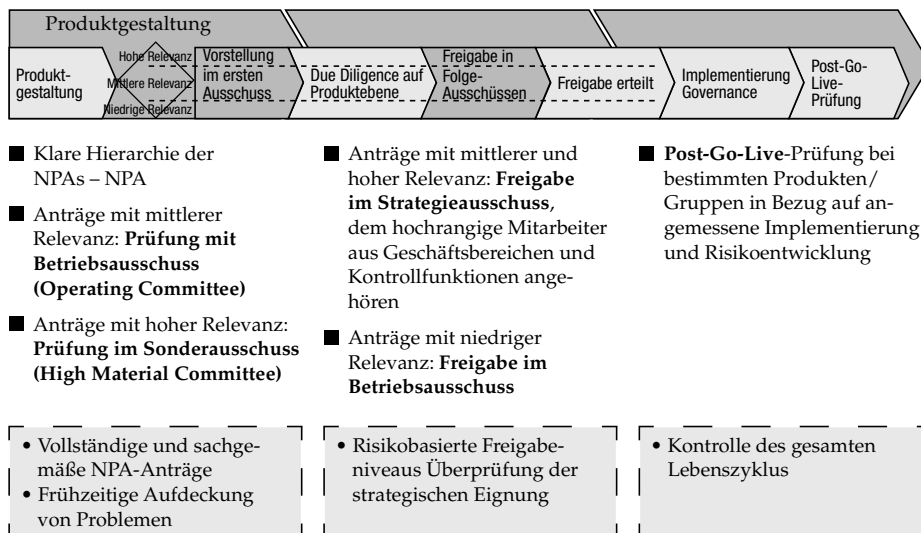 Produktgestaltung
Produkt-
gestaltung
Hohe Relevanz
Mittlere Relevanz
Niedrige Relevanz
Vorstellung
im ersten
Ausschuss
Due Diligence auf
Produktebene
Freigabe in
Folge-
Ausschüssen
Freigabe erteilt
Implementierung
Governance
Post-Go-
Live-
Prüfung
■ Klare Hierarchie der
NPAs – NPA
■ Anträge mit mittlerer
Relevanz: Prüfung mit
Betriebsausschuss
(Operating Committee)
■ Anträge mit hoher Relevanz:
Prüfung im Sonderausschuss
(High Material Committee)
■ Anträge mit mittlerer und
hoher Relevanz: Freigabe
im Strategieausschuss,
dem hochrangige Mitarbeiter
aus Geschäftsbereichen und
Kontrollfunktionen ange-
hören
■ Anträge mit niedriger
Relevanz: Freigabe im
Betriebsausschuss
■ Post-Go-Live-Prüfung bei
bestimmten Produkten/
Gruppen in Bezug auf an-
gemessene Implementierung
und Risikoentwicklung
• Vollständige und sachge-
mäße NPA-Anträge
• Frühzeitige Aufdeckung
von Problemen
• Risikobasierte Freigabe-
niveaus Überprüfung der
strategischen Eignung
• Kontrolle des gesamten
Lebenszyklus